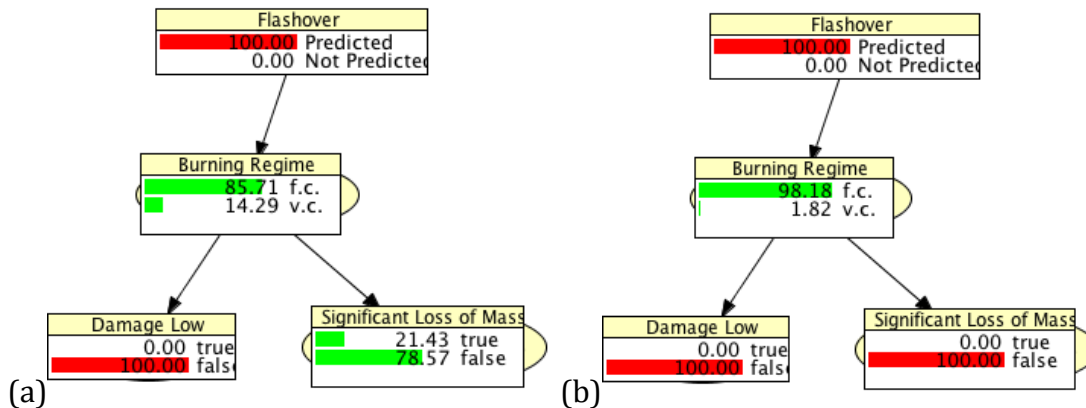 Flashover
100.00 Predicted
0.00 Not Predicted
Burning Regime
85.71 f.c.
14.29 v.c.
Damage Low
0.00 true
100.00 fals
Significant Loss of Mass
21.43 true
78.57 false
(a)
Flashover
100.00 Predicted
0.00 Not Predicted
Burning Regime
98.18 f.c.
1.82 v.c.
Damage Low
0.00 true
100.00 fals
Significant Loss of Mass
0.00 true
100.00 false
(b)